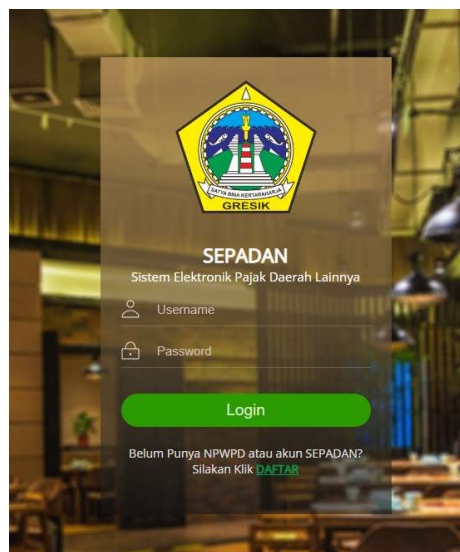 SATYA BINA KERTARAHARJA
GRESIK
SEPADAN
Sistem Elektronik Pajak Daerah Lainnya
Username
Password
Login
Belum Punya NPWPD atau akun SEPADAN?
Silakan Klik DAFTAR